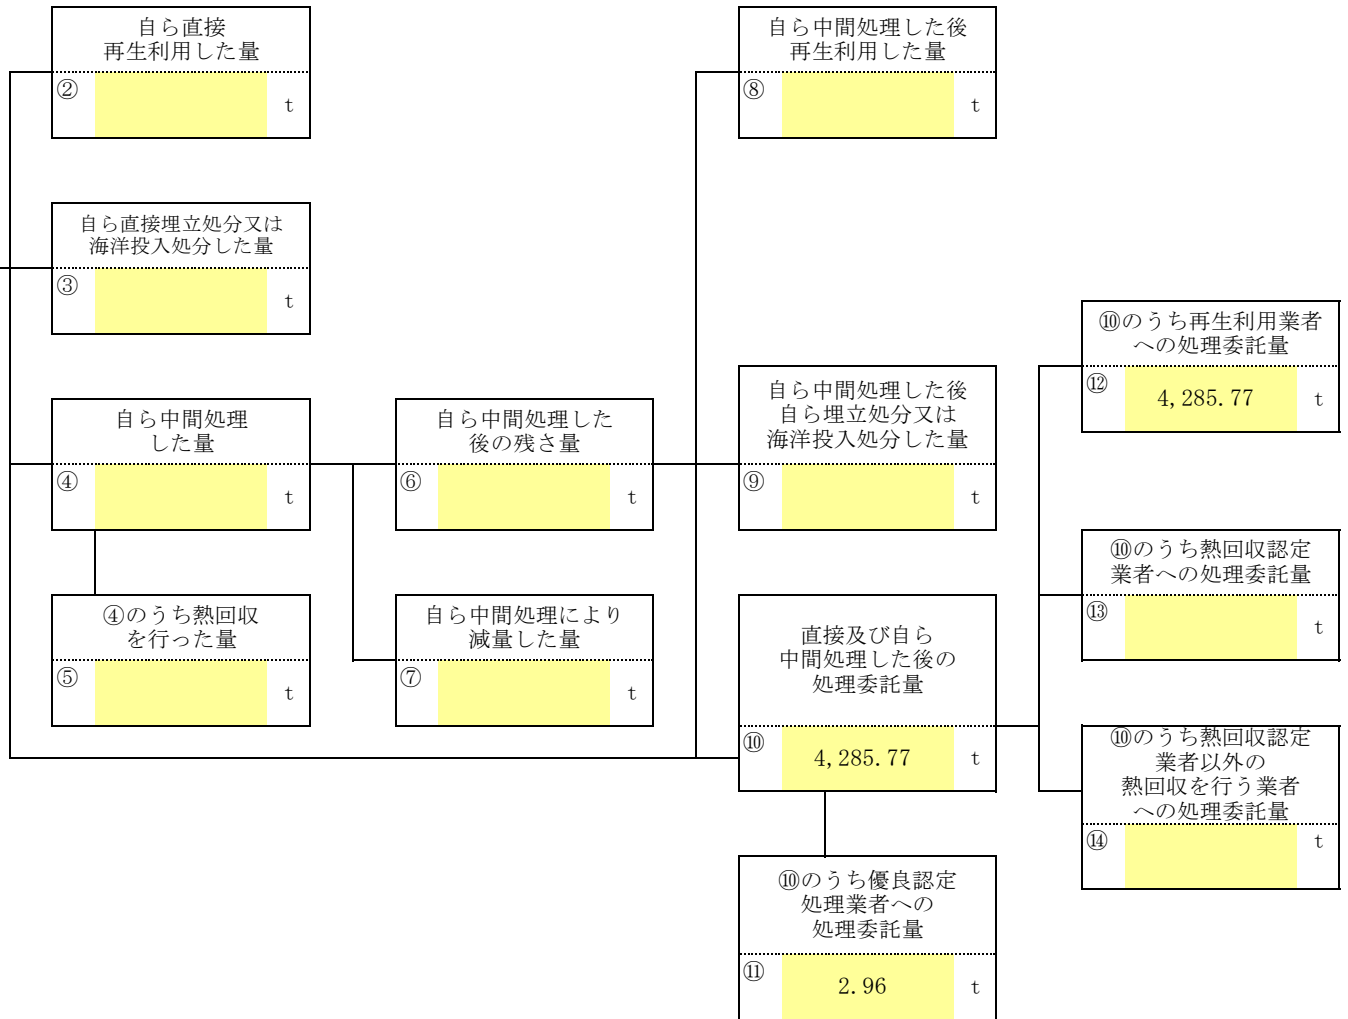 自ら直接
再生利用した量
②
t
自ら中間処理した後
再生利用した量
⑧
t
自ら直接埋立処分又は
海洋投入処分した量
③
t
⑩のうち再生利用業者
への処理委託量
⑫
4,285.77
t
自ら中間処理
した量
④
t
自ら中間処理した
後の残さ量
⑥
t
自ら中間処理した後
自ら埋立処分又は
海洋投入処分した量
⑨
t
⑩のうち熱回収認定
業者への処理委託量
⑬
t
④のうち熱回収
を行った量
⑤
t
自ら中間処理により
減量した量
⑦
t
直接及び自ら
中間処理した後の
処理委託量
⑩
4,285.77
t
⑩のうち熱回収認定
業者以外の
熱回収を行う業者
への処理委託量
⑭
t
⑩のうち優良認定
処理業者への
処理委託量
⑪
2.96
t